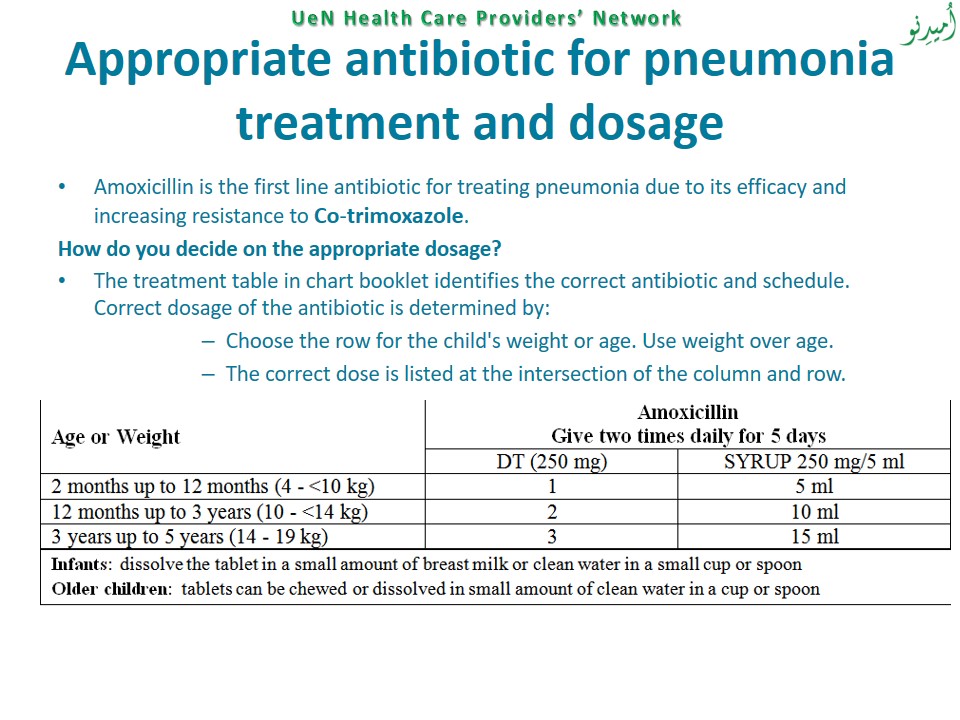 UeN Health Care Providers' Network
اُمیدِنو
Appropriate antibiotic for pneumonia
treatment and dosage
• Amoxicillin is the first line antibiotic for treating pneumonia due to its efficacy and
increasing resistance to Co-trimoxazole.
How do you decide on the appropriate dosage?
• The treatment table in chart booklet identifies the correct antibiotic and schedule.
Correct dosage of the antibiotic is determined by:
– Choose the row for the child's weight or age. Use weight over age.
– The correct dose is listed at the intersection of the column and row.
Age or Weight
Amoxicillin
Give two times daily for 5 days
DT (250 mg) SYRUP 250 mg/5 ml
2 months up to 12 months (4 - <10 kg) 1 5 ml
12 months up to 3 years (10 - <14 kg) 2 10 ml
3 years up to 5 years (14 - 19 kg) 3 15 ml
Infants: dissolve the tablet in a small amount of breast milk or clean water in a small cup or spoon
Older children: tablets can be chewed or dissolved in small amount of clean water in a cup or spoon